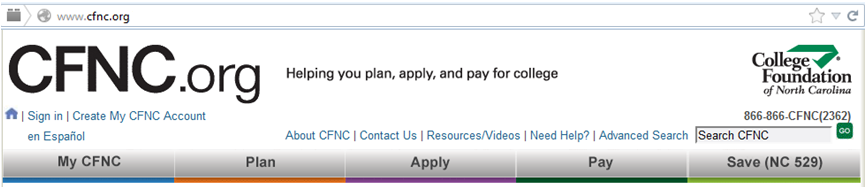 www.cfnc.org
CFNC.org
Helping you plan, apply, and pay for college
College
Foundation
of North Carolina
| Sign in | Create My CFNC Account
866-866-CFNC(2362)
en Español
About CFNC | Contact Us | Resources/Videos | Need Help? | Advanced Search
Search CFNC
GO
My CFNC Plan Apply Pay Save (NC 529)